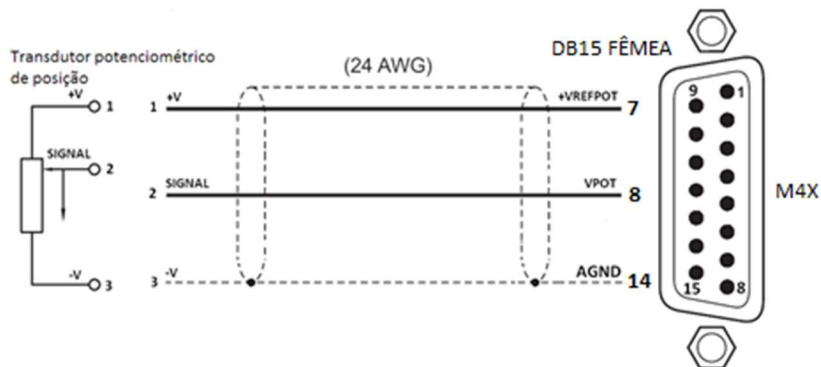 Transdutor potenciométrico
de posição
+V
1
SIGNAL
2
-V
3
(24 AWG)
1 +V +VREFPOT 7
2 SIGNAL VPOT 8
3 -V AGND 14
DB15 FÊMEA
9 1
15 8
M4X